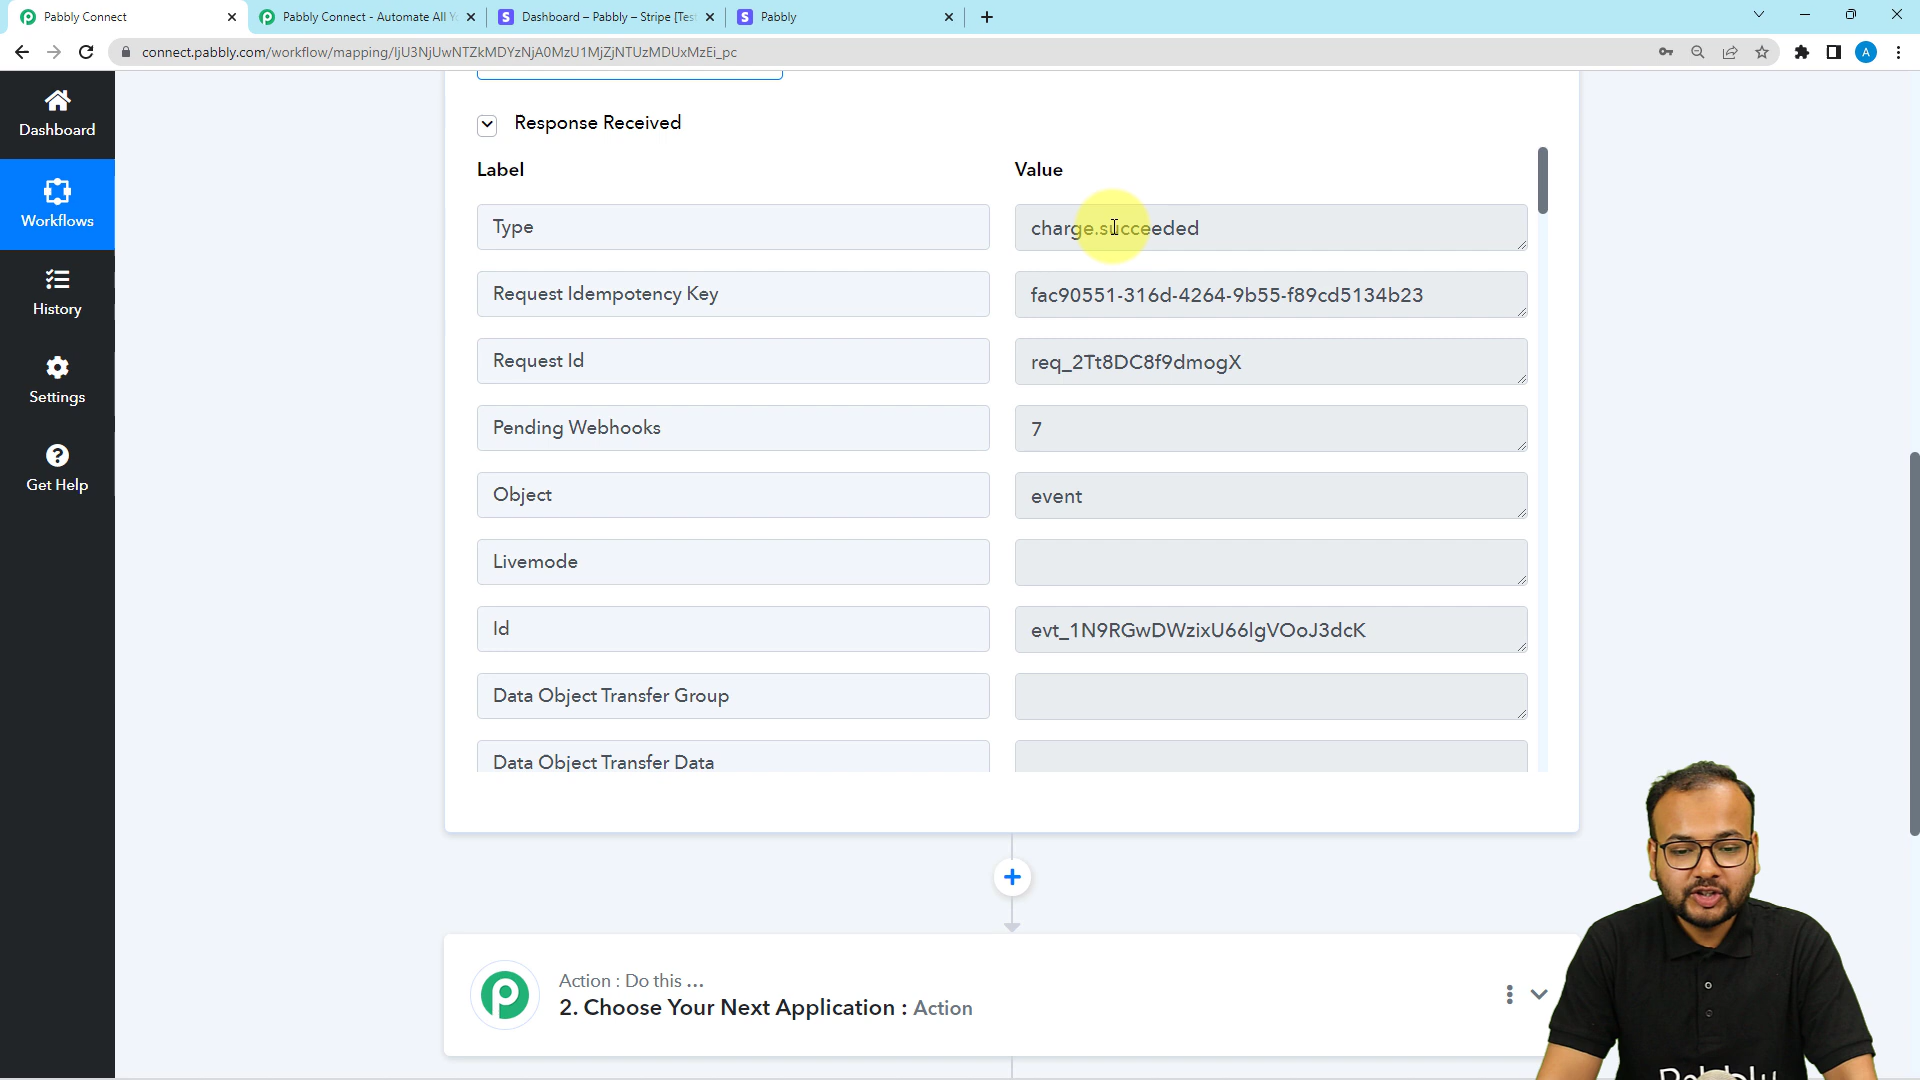 Pabbly Connect
Pabbly Connect - Automate All Y
Dashboard – Pabbly – Stripe [Test
Pabbly
connect.pabbly.com/workflow/mapping/IjU3NjUwNTZkMDYzNjA0MzU1MjZjNTUzMDUxMzEi_pc
A
Dashboard
Workflows
History
Settings
Get Help
Response Received
Label Value
Type charge.succeeded
Request Idempotency Key fac90551-316d-4264-9b55-f89cd5134b23
Request Id req_2Tt8DC8f9dmogX
Pending Webhooks 7
Object event
Livemode
Id evt_1N9RGwDWzixU66lgVOoJ3dcK
Data Object Transfer Group
Data Object Transfer Data
Action : Do this ...
2. Choose Your Next Application : Action
Pabbly